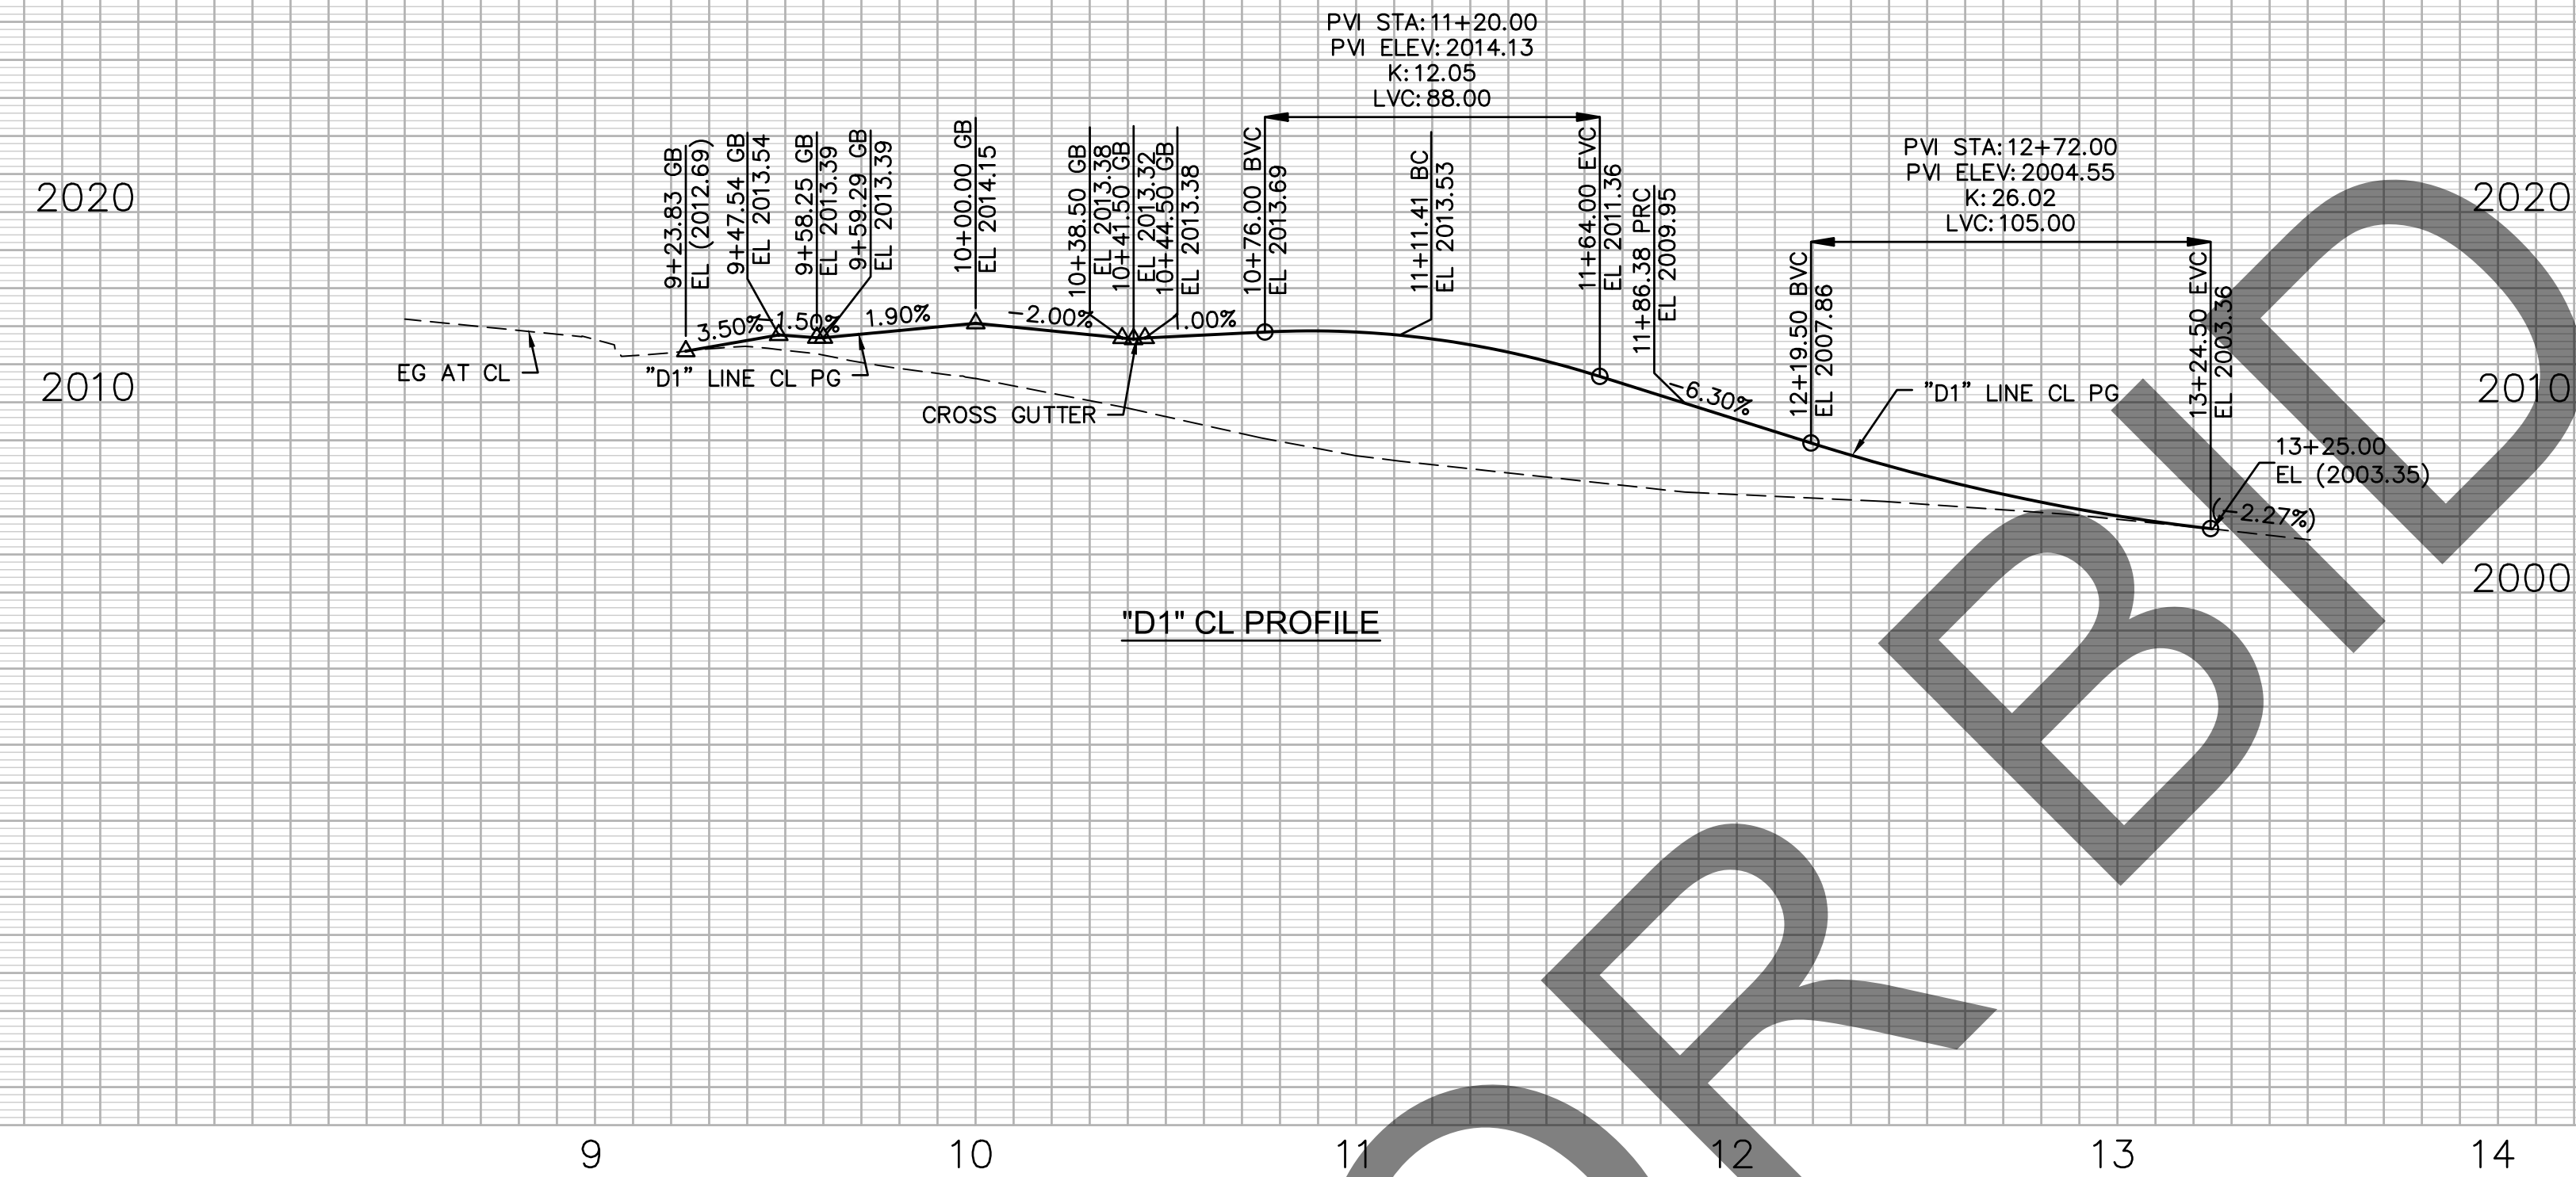 PVI STA: 11+20.00
PVI ELEV: 2014.13
K: 12.05
LVC: 88.00
PVI STA: 12+72.00
PVI ELEV: 2004.55
K: 26.02
LVC: 105.00
2020
2020
9+23.83 GB
EL (2012.69)
9+47.54 GB
EL 2013.54
9+58.25 GB
EL 2013.39
9+59.29 GB
EL 2013.39
10+00.00 GB
EL 2014.15
10+38.50 GB
EL 2013.38
10+41.50 GB
EL 2013.32
10+44.50 GB
EL 2013.38
10+76.00 BVC
EL 2013.69
11+11.41 BC
EL 2013.53
11+64.00 EVC
EL 2011.36
11+86.38 PRC
EL 2009.95
12+19.50 BVC
EL 2007.86
13+24.50 EVC
EL 2003.36
3.50%
-1.50%
1.90%
-2.00%
.00%
-6.30%
(-2.27%)
EG AT CL
"D1" LINE CL PG
CROSS GUTTER
"D1" LINE CL PG
2010
2010
13+25.00
EL (2003.35)
2000
"D1" CL PROFILE
9
10
11
12
13
14
OR BID